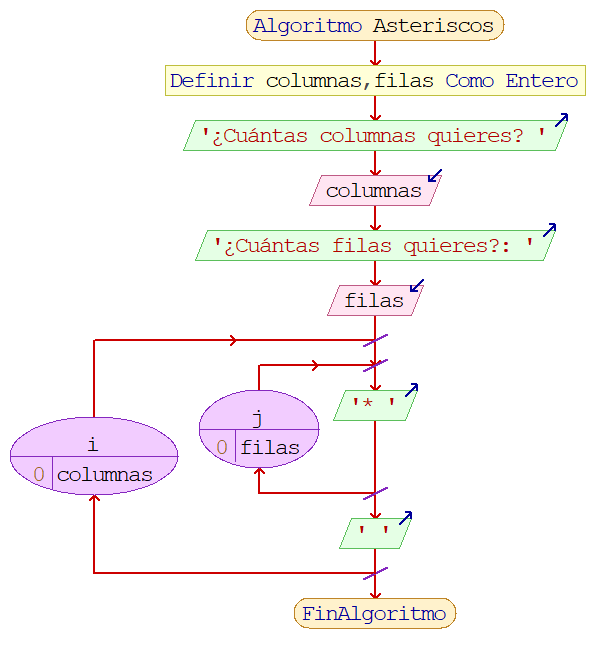 Algoritmo Asteriscos
Definir columnas,filas Como Entero
'¿Cuántas columnas quieres? '
columnas
'¿Cuántas filas quieres?: '
filas
'* '
j
0 filas
i
0 columnas
' '
FinAlgoritmo